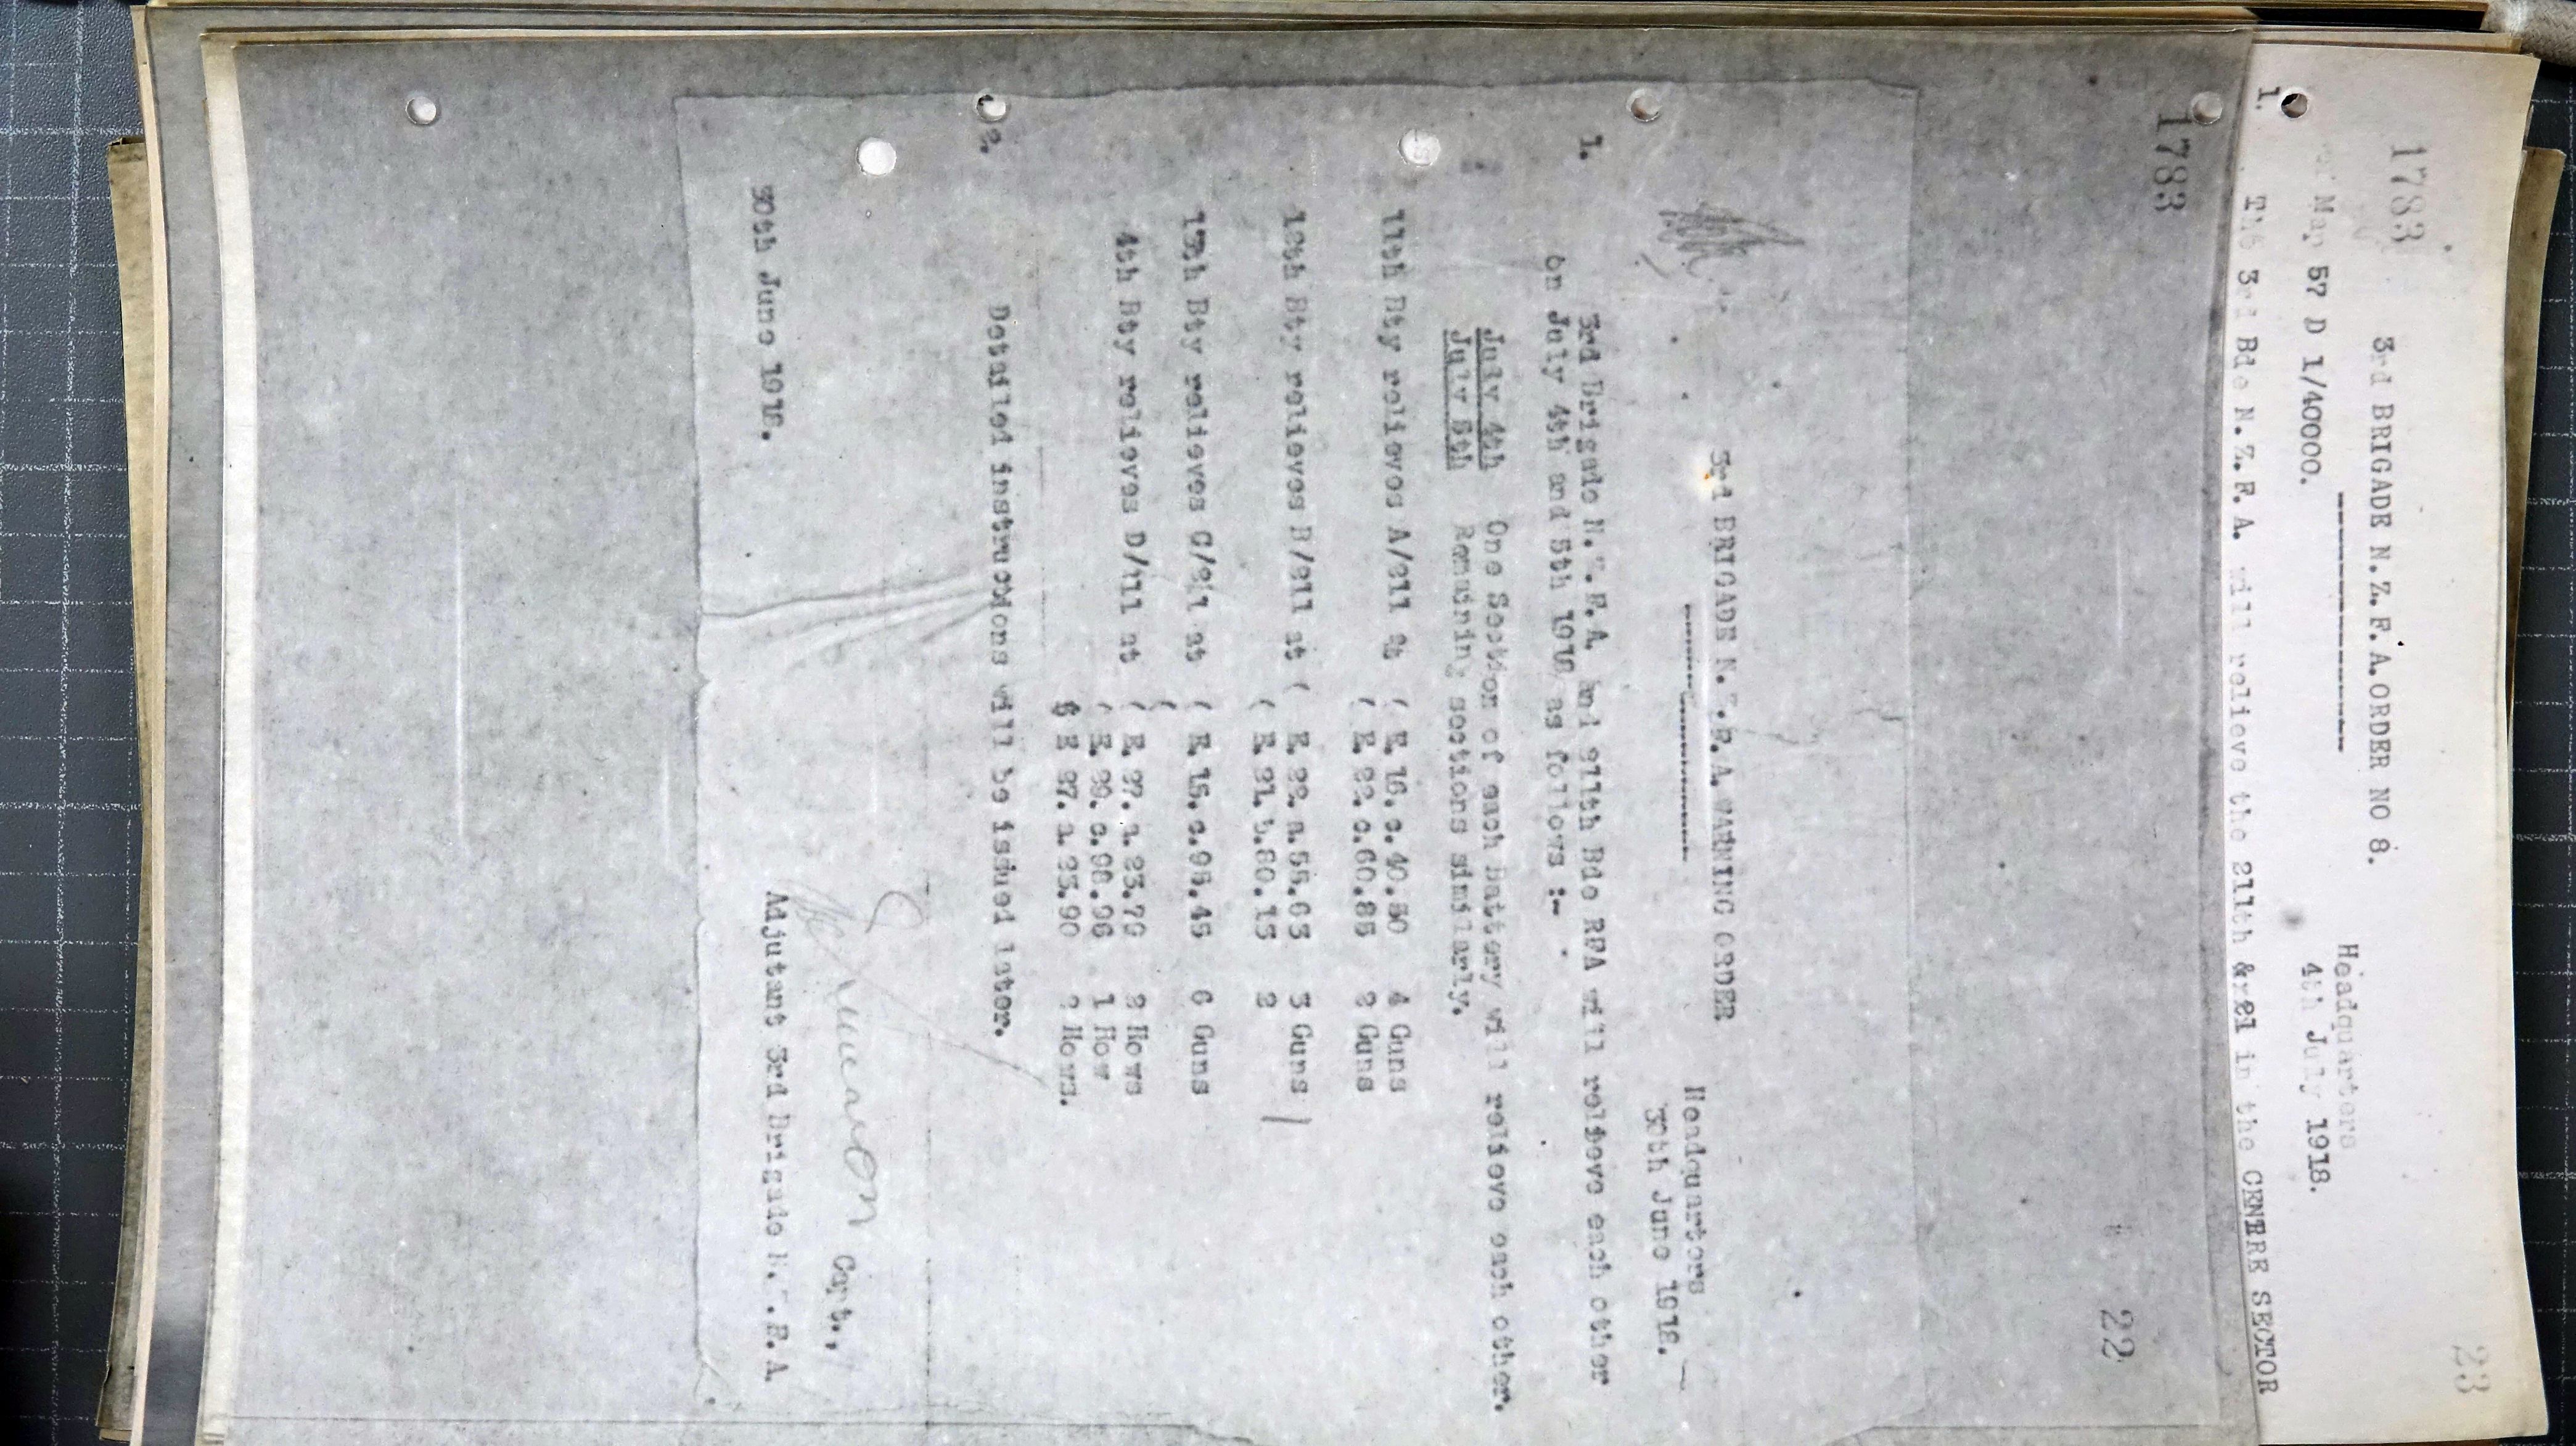 1783
23
3rd BRIGADE N.Z.F.A. ORDER NO 8.
Headquarters
4th July 1918.
Map 57 D 1/40000.
1. The 3rd Bde N.Z.F.A. will relieve the 211th in the CENTRE SECTOR
1783
22
3rd BRIGADE N. .F.A. WARNING ORDER
Headquarters
30th June 1918.
1. 3rd Brigade N. .F.A. and 211th Bde RFA will relieve each other
on July 4th and 5th 1918 as follows :-
July 4th One Section of each battery will relieve each other.
July 5th Remaining sections similarly.
11th Bty relieves A/211 at ( E.16.c.40.50 4 Guns
( E.22.c.60.85 2 Guns
12th Bty relieves B/211 at ( E.22.a.55.63 3 Guns
( E.21.b.80.15 2
13th Bty relieves C/211 at ( E.15.c.95.45 6 Guns
4th Bty relieves D/211 at ( E.27.a.23.70 2 Hows
( E.29.c.98.96 1 How
E 27.a.25.90 2 Hows.
2. Detailed instructions will be issued later.
Capt.,
30th June 1918. Adjutant 3rd Brigade N. .F.A.